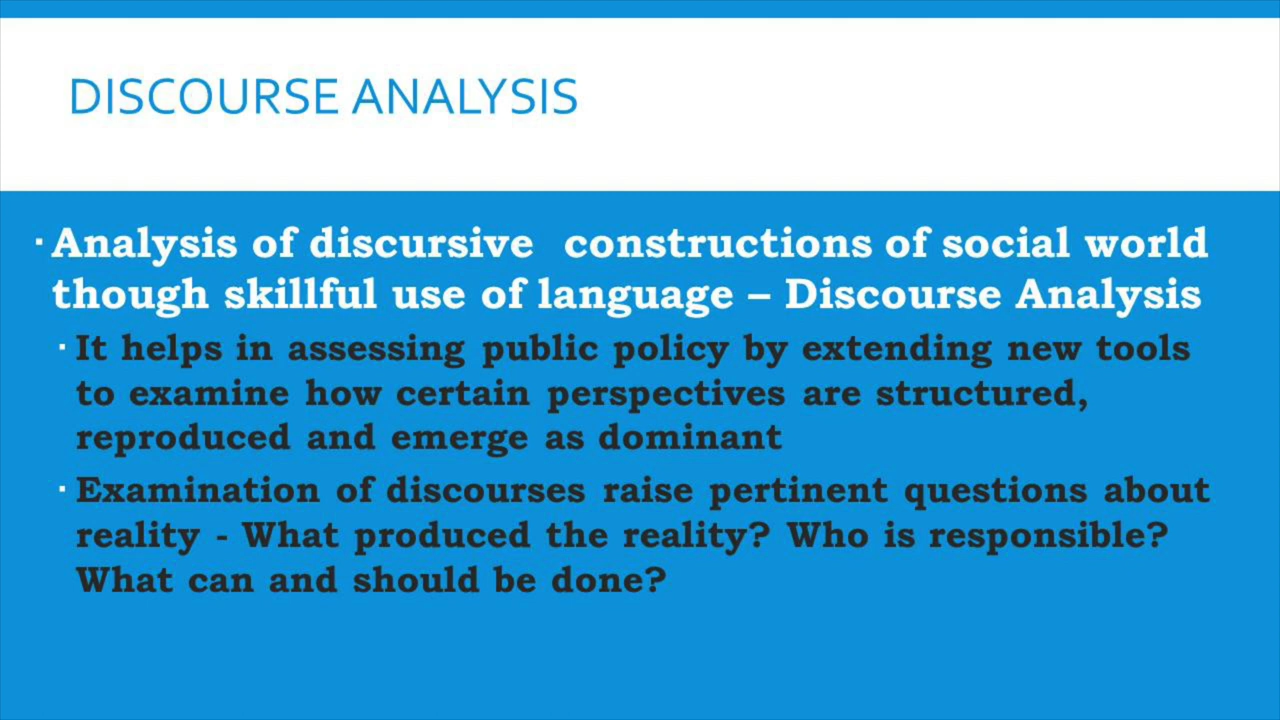 DISCOURSE ANALYSIS
▪ Analysis of discursive constructions of social world
though skillful use of language – Discourse Analysis
▪ It helps in assessing public policy by extending new tools
to examine how certain perspectives are structured,
reproduced and emerge as dominant
▪ Examination of discourses raise pertinent questions about
reality - What produced the reality? Who is responsible?
What can and should be done?